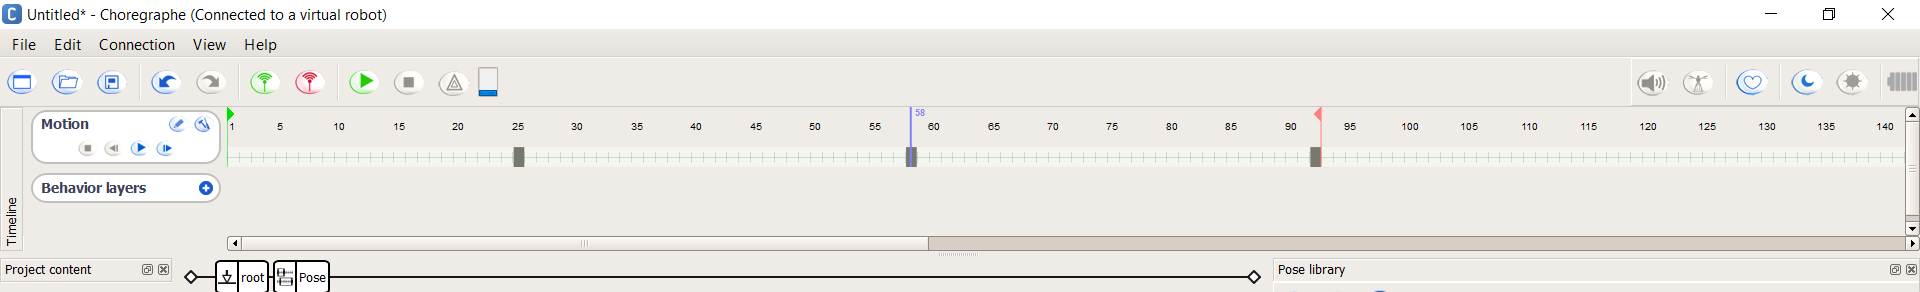 Untitled* - Choregraphe (Connected to a virtual robot)
File Edit Connection View Help
Motion
58
1 5 10 15 20 25 30 35 40 45 50 55 60 65 70 75 80 85 90 95 100 105 110 115 120 125 130 135 140
Behavior layers
Timeline
Project content
root
Pose
Pose library